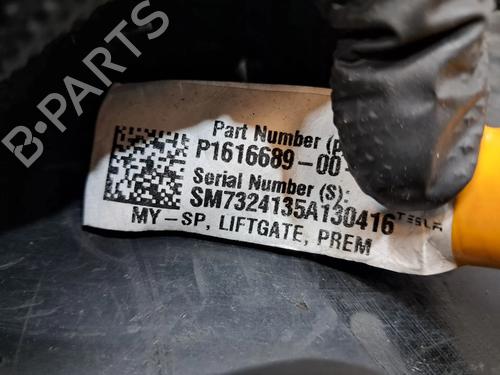 B-PARTS
Part Number (p
P1616689-00-
Serial Number (S):
SM7324135A130416 TESLA
MY-SP, LIFTGATE, PREM